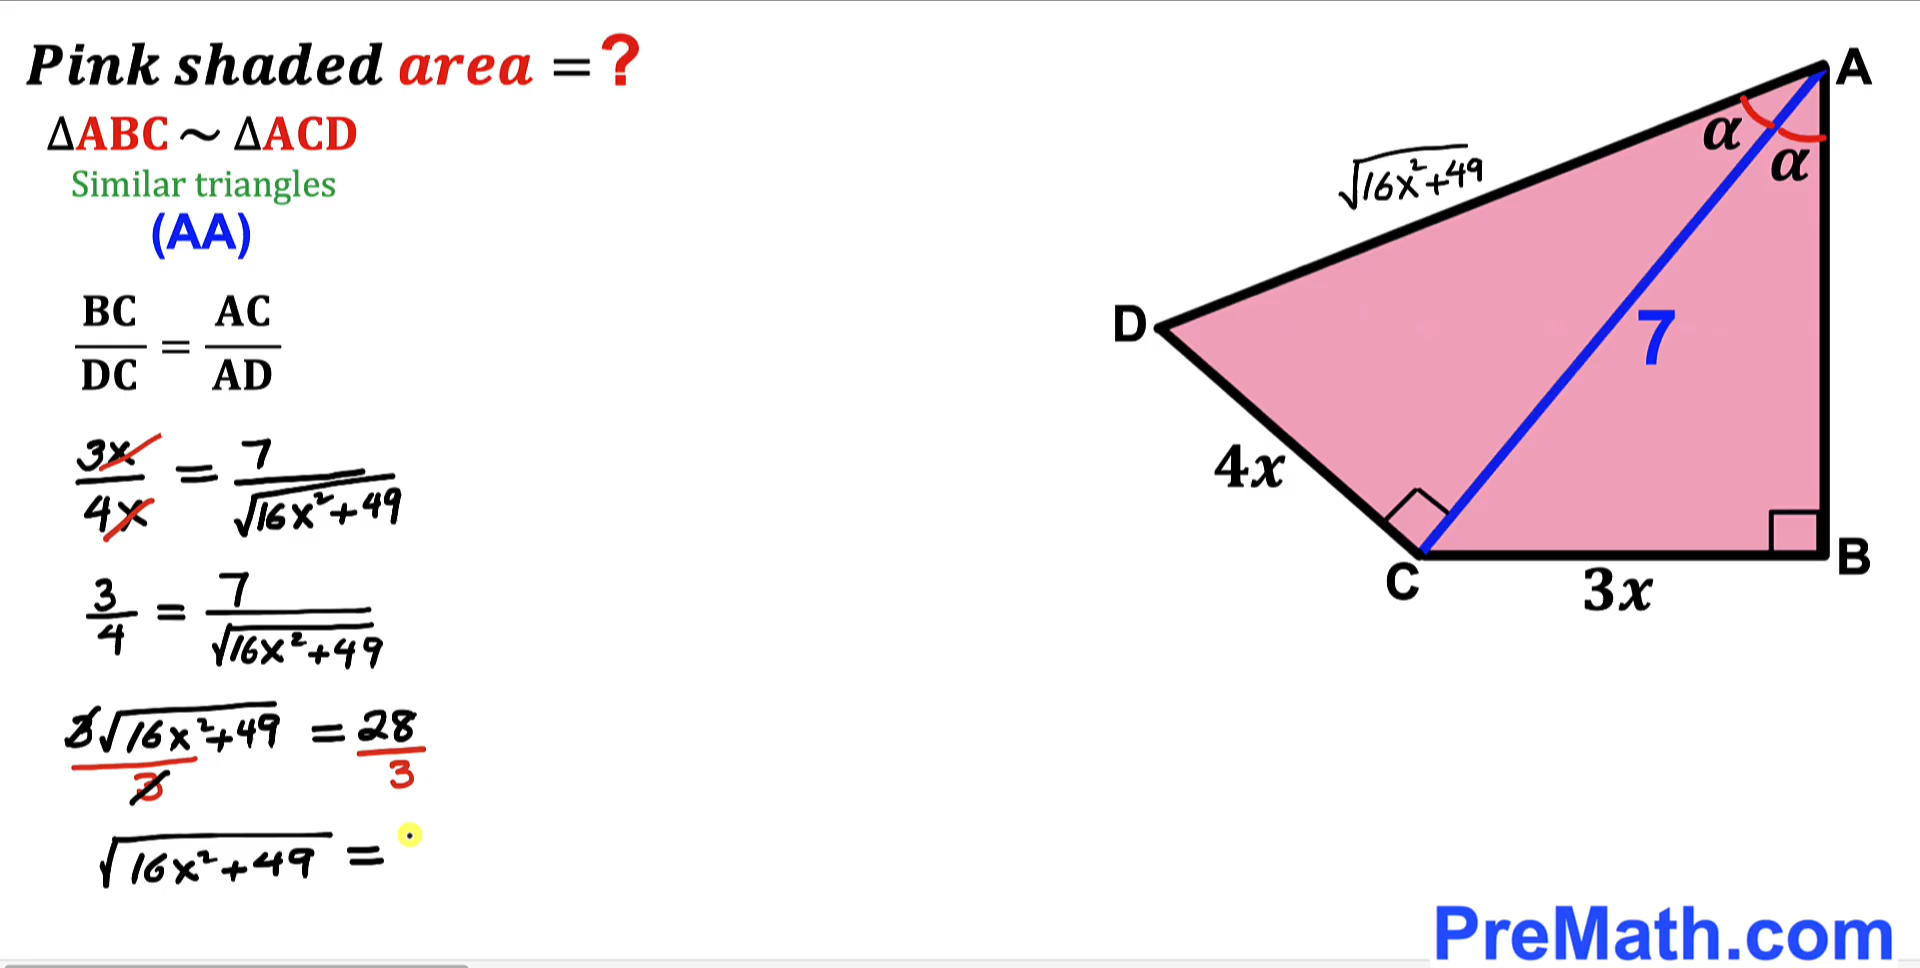 Pink shaded area = ?
ΔABC ~ ΔACD
Similar triangles
(AA)
BC/DC = AC/AD
3x/4x = 7/√(16x²+49)
3/4 = 7/√(16x²+49)
3√(16x²+49)/3 = 28/3
√(16x²+49) =
A
α
α
√(16x²+49)
D
7
4x
C
B
3x
PreMath.com